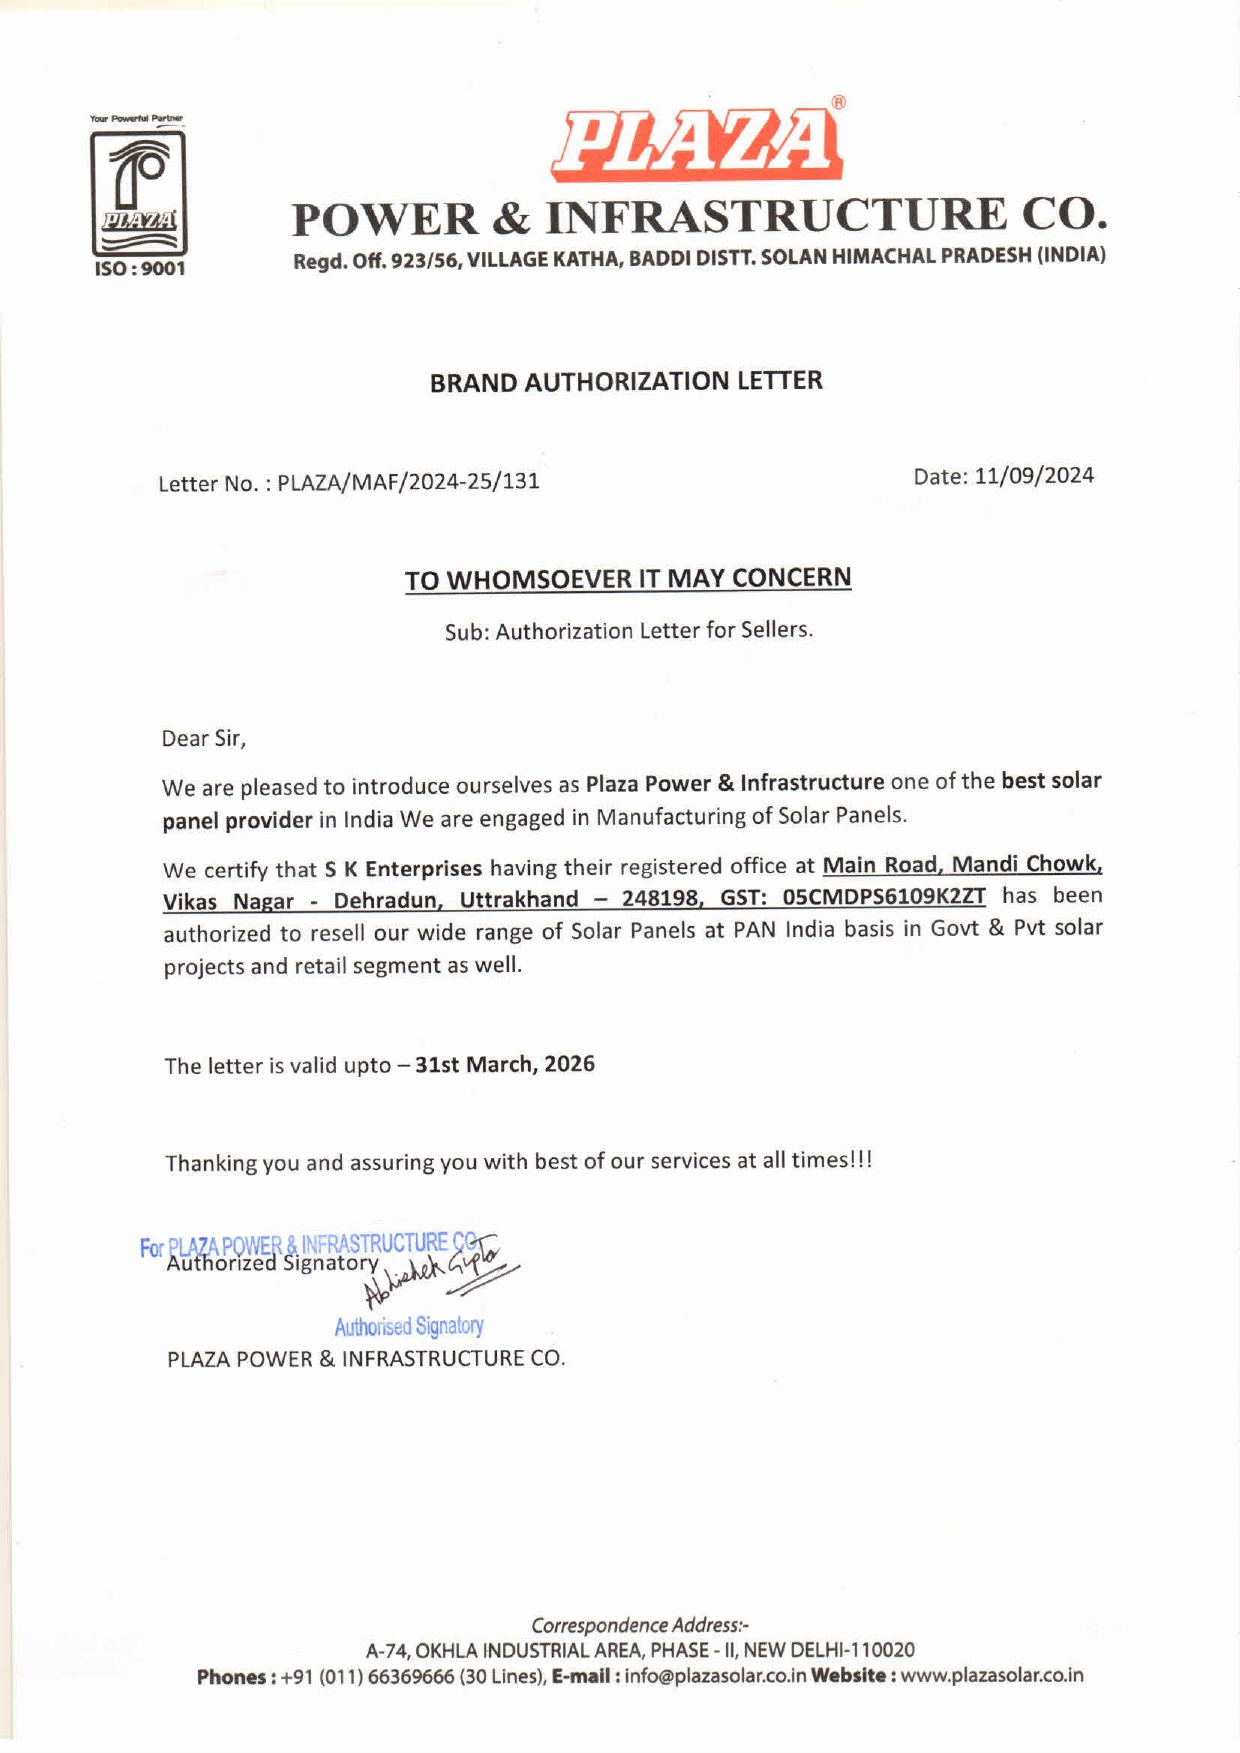 Your Powerful Partner
PLAZA
ISO : 9001
PLAZA®
POWER & INFRASTRUCTURE CO.
Regd. Off. 923/56, VILLAGE KATHA, BADDI DISTT. SOLAN HIMACHAL PRADESH (INDIA)
BRAND AUTHORIZATION LETTER
Letter No. : PLAZA/MAF/2024-25/131
Date: 11/09/2024
TO WHOMSOEVER IT MAY CONCERN
Sub: Authorization Letter for Sellers.
Dear Sir,
We are pleased to introduce ourselves as Plaza Power & Infrastructure one of the best solar
panel provider in India We are engaged in Manufacturing of Solar Panels.
We certify that S K Enterprises having their registered office at Main Road, Mandi Chowk,
Vikas Nagar - Dehradun, Uttrakhand – 248198, GST: 05CMDPS6109K2ZT has been
authorized to resell our wide range of Solar Panels at PAN India basis in Govt & Pvt solar
projects and retail segment as well.
The letter is valid upto – 31st March, 2026
Thanking you and assuring you with best of our services at all times!!!
For PLAZA POWER & INFRASTRUCTURE CO.
Authorized Signatory
Abhishek Gupta
Authorised Signatory
PLAZA POWER & INFRASTRUCTURE CO.
Correspondence Address:-
A-74, OKHLA INDUSTRIAL AREA, PHASE - II, NEW DELHI-110020
Phones : +91 (011) 66369666 (30 Lines), E-mail : info@plazasolar.co.in Website : www.plazasolar.co.in